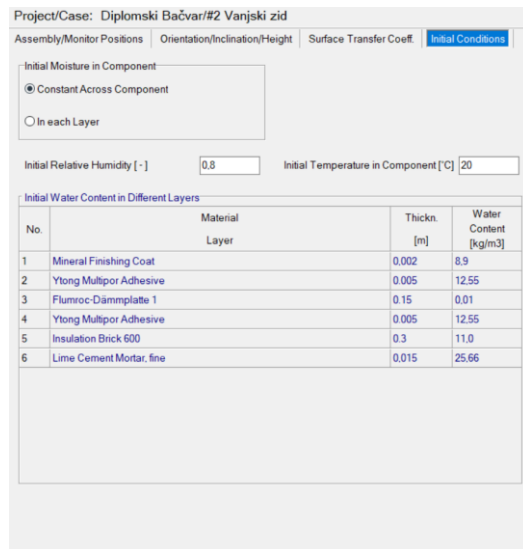 Project/Case: Diplomski Bačvar/#2 Vanjski zid
Assembly/Monitor Positions Orientation/Inclination/Height Surface Transfer Coeff. Initial Conditions
Initial Moisture in Component
Constant Across Component
In each Layer
Initial Relative Humidity [ - ] 0,8 Initial Temperature in Component [°C] 20
Initial Water Content in Different Layers
No. Material Layer Thickn. [m] Water Content [kg/m3]
1 Mineral Finishing Coat 0,002 8,9
2 Ytong Multipor Adhesive 0.005 12,55
3 Flumroc-Dämmplatte 1 0.15 0,01
4 Ytong Multipor Adhesive 0.005 12,55
5 Insulation Brick 600 0.3 11,0
6 Lime Cement Mortar, fine 0,015 25,66